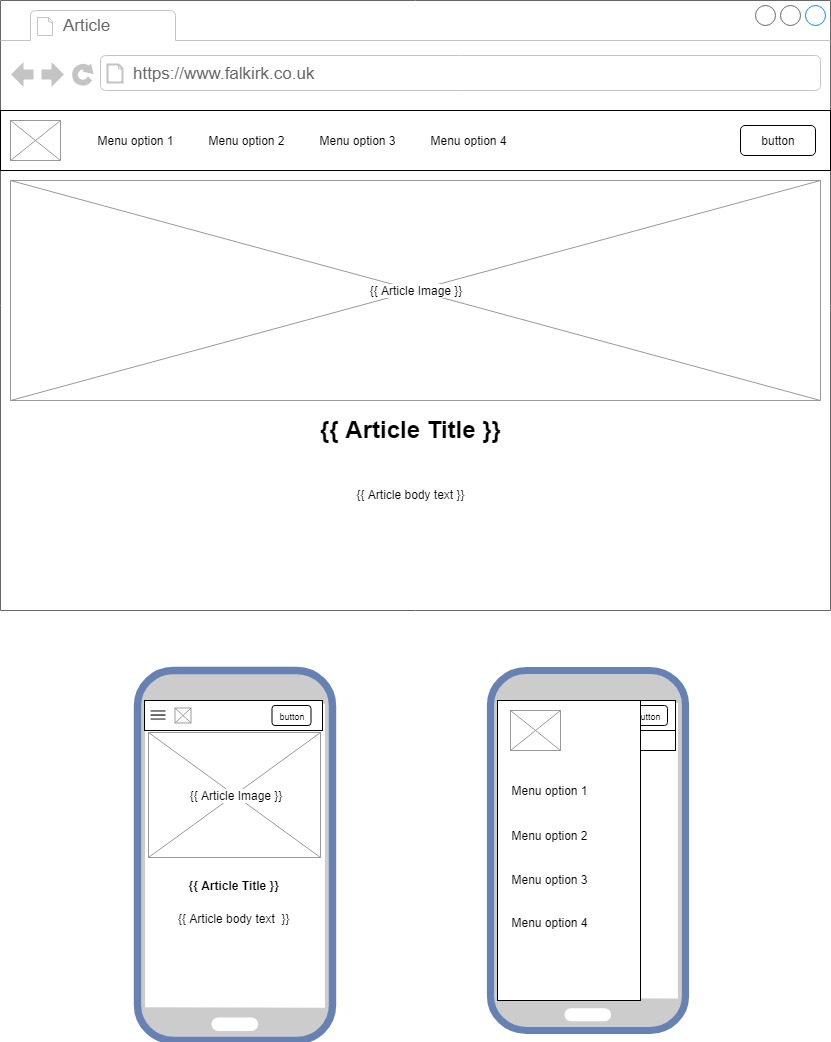 Article
https://www.falkirk.co.uk
Menu option 1 Menu option 2 Menu option 3 Menu option 4 button
{{ Article Image }}
{{ Article Title }}
{{ Article body text }}
button
{{ Article Image }}
{{ Article Title }}
{{ Article body text }}
utton
Menu option 1
Menu option 2
Menu option 3
Menu option 4